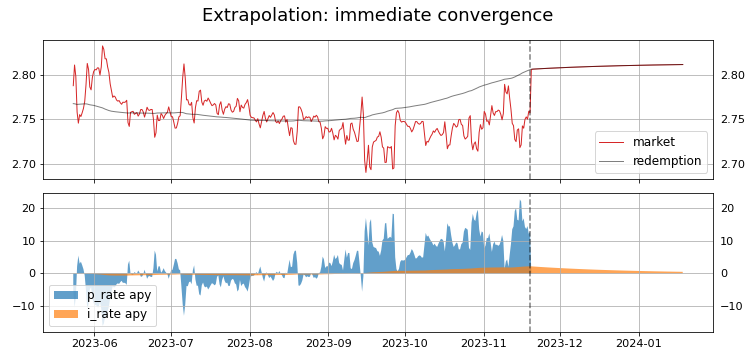 Extrapolation: immediate convergence
2.80
2.75
2.70
2.80
2.75
2.70
market
redemption
20
10
0
−10
20
10
0
−10
p_rate apy
i_rate apy
2023-06 2023-07 2023-08 2023-09 2023-10 2023-11 2023-12 2024-01